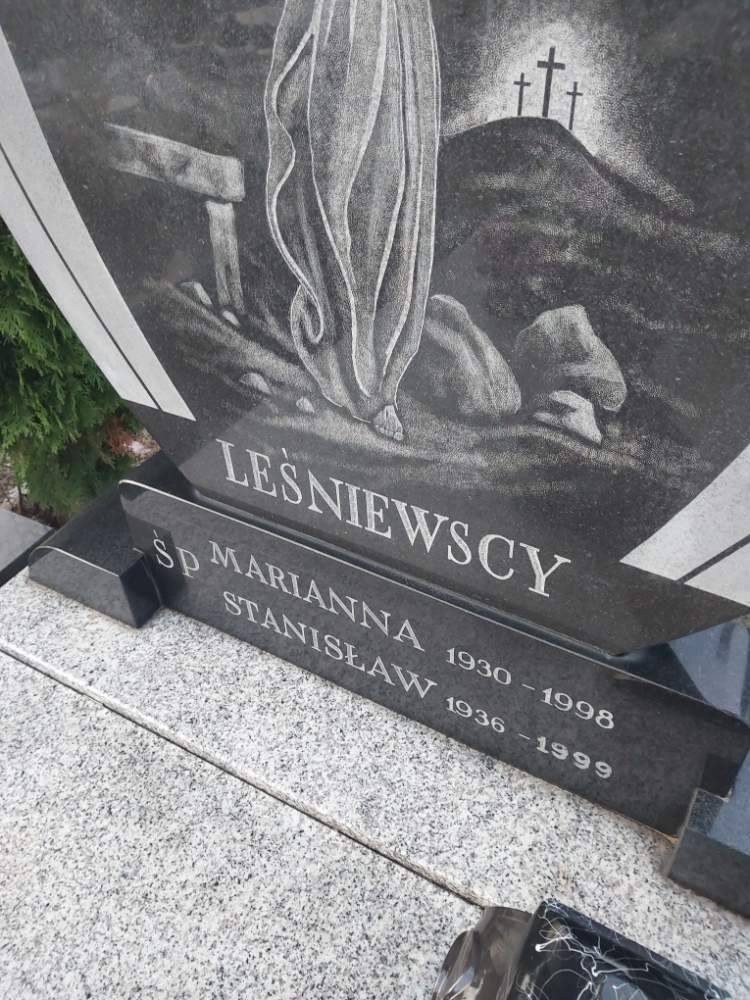 LEŚNIEWSCY
ŚP MARIANNA 1930 - 1998
STANISŁAW 1936 - 1999